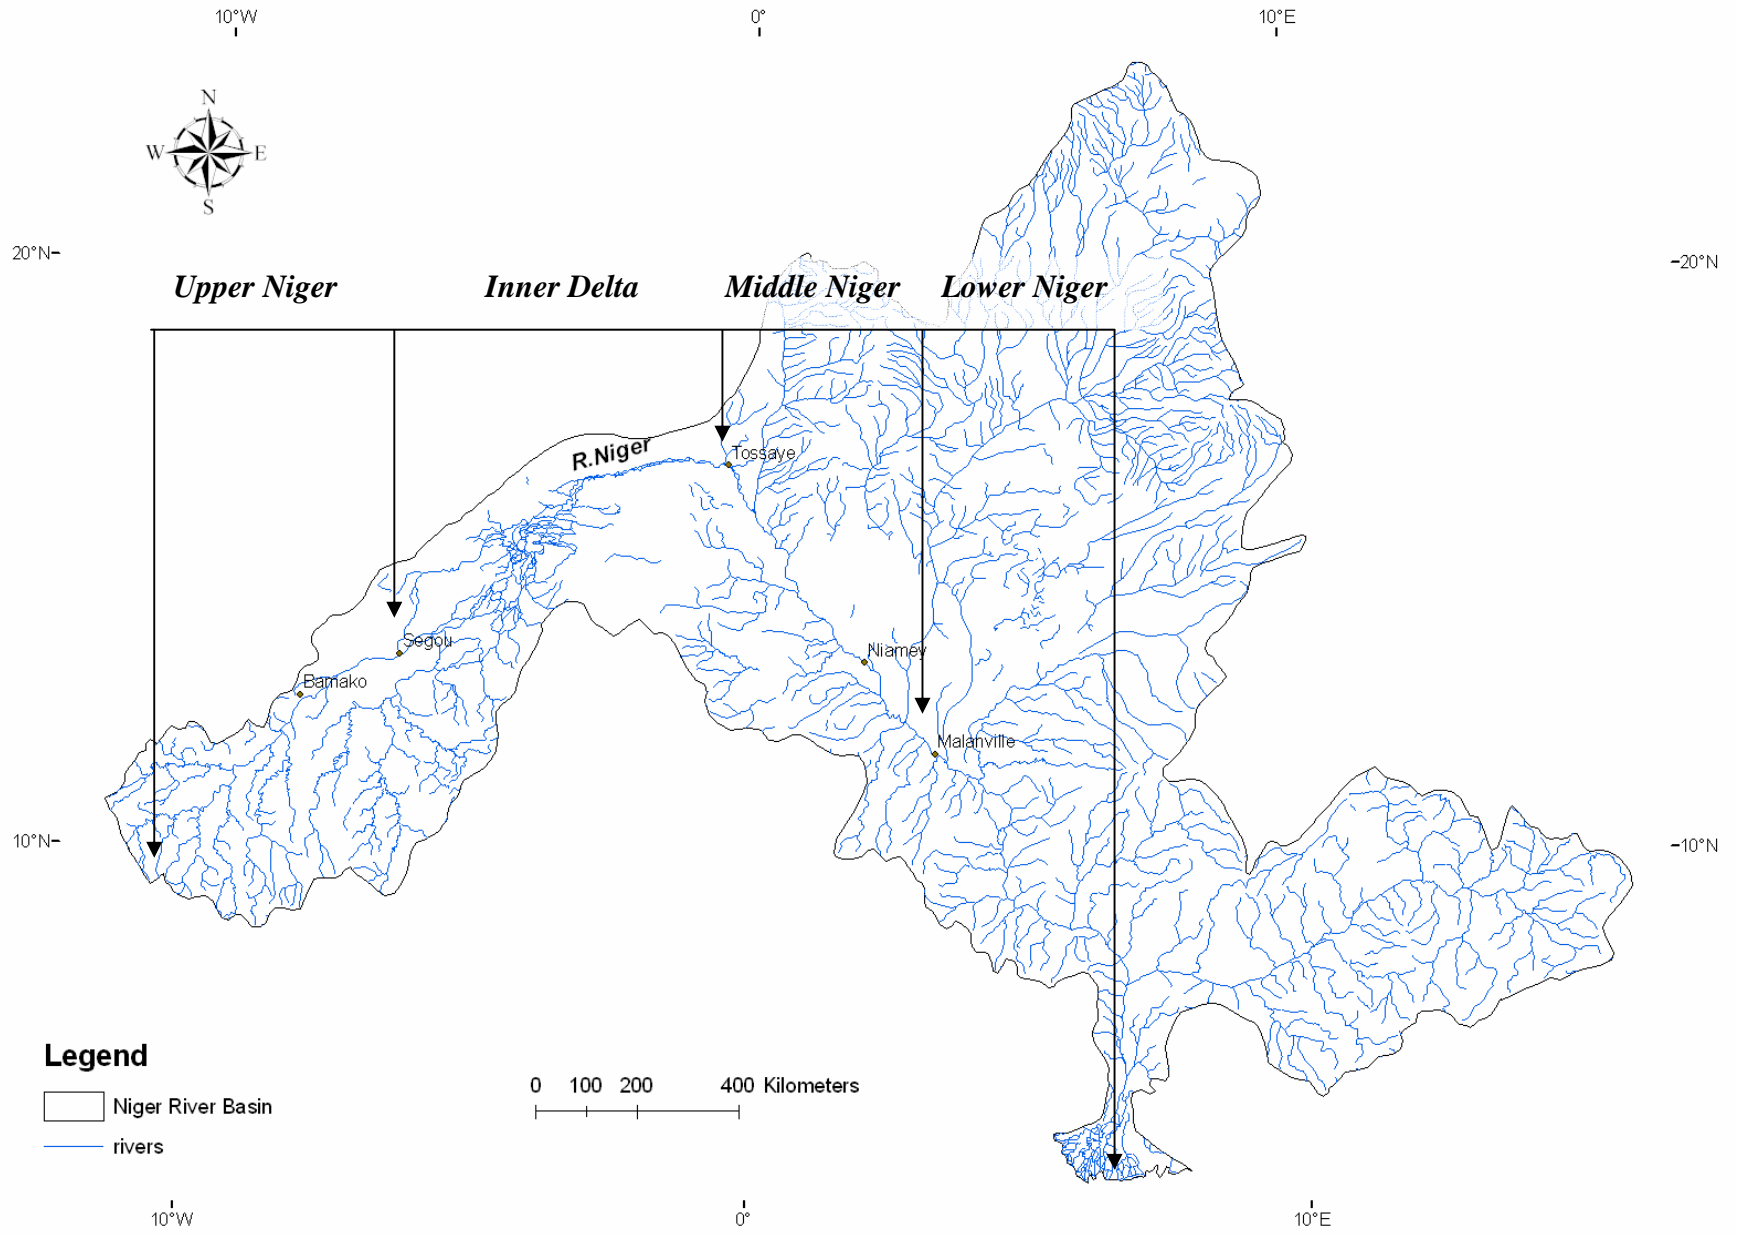 10°W 0° 10°E
N
W E
S
20°N 20°N
Upper Niger Inner Delta Middle Niger Lower Niger
R.Niger
Tossaye
Segou
Niamey
Bamako
Malanville
10°N 10°N
Legend
Niger River Basin
rivers
0 100 200 400 Kilometers
10°W 0° 10°E